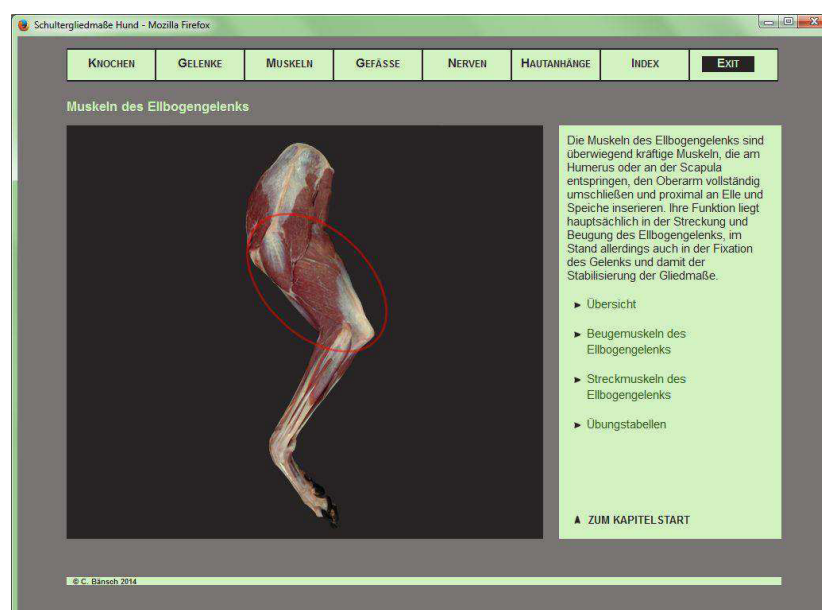 Schultergliedmaße Hund - Mozilla Firefox
KNOCHEN GELENKE MUSKELN GEFÄSSE NERVEN HAUTANHÄNGE INDEX EXIT
Muskeln des Ellbogengelenks
Die Muskeln des Ellbogengelenks sind
überwiegend kräftige Muskeln, die am
Humerus oder an der Scapula
entspringen, den Oberarm vollständig
umschließen und proximal an Elle und
Speiche inserieren. Ihre Funktion liegt
hauptsächlich in der Streckung und
Beugung des Ellbogengelenks, im
Stand allerdings auch in der Fixation
des Gelenks und damit der
Stabilisierung der Gliedmaße.
► Übersicht
► Beugemuskeln des
Ellbogengelenks
► Streckmuskeln des
Ellbogengelenks
► Übungstabellen
▲ ZUM KAPITELSTART
© C. Bänsch 2014